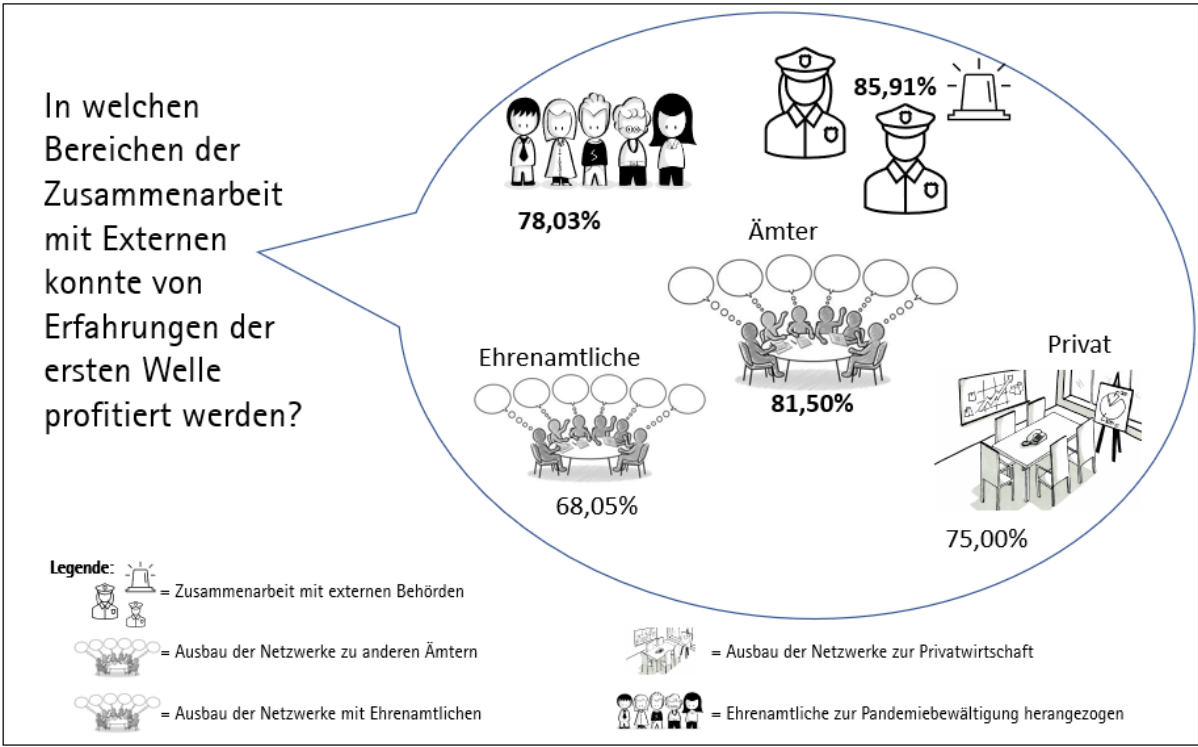 In welchen
Bereichen der
Zusammenarbeit
mit Externen
konnte von
Erfahrungen der
ersten Welle
profitiert werden?
85,91%
78,03%
Ämter
81,50%
Ehrenamtliche
68,05%
Privat
75,00%
Legende:
= Zusammenarbeit mit externen Behörden
= Ausbau der Netzwerke zu anderen Ämtern
= Ausbau der Netzwerke mit Ehrenamtlichen
= Ausbau der Netzwerke zur Privatwirtschaft
= Ehrenamtliche zur Pandemiebewältigung herangezogen